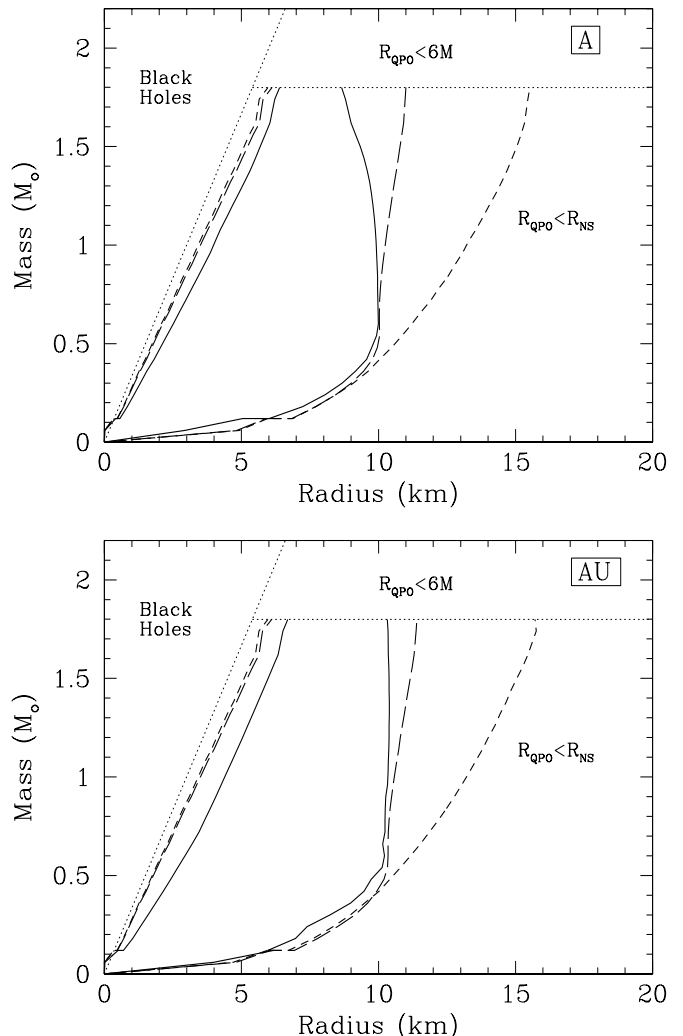 2
R_QPO<6M
A
Black
Holes
1.5
Mass (M_o)
R_QPO<R_NS
1
0.5
0
0 5 10 15 20
Radius (km)
2
R_QPO<6M
AU
Black
Holes
1.5
Mass (M_o)
R_QPO<R_NS
1
0.5
0
0 5 10 15 20
Radius (km)